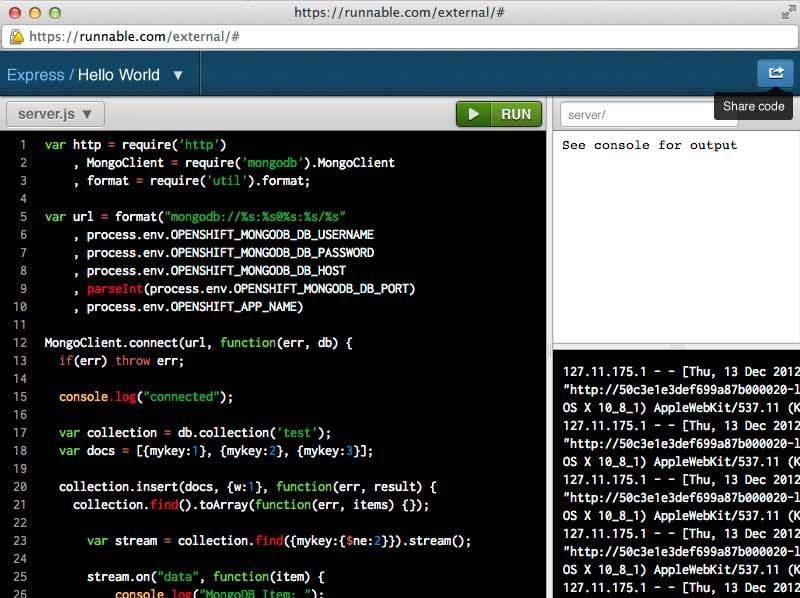 https://runnable.com/external/#
https://runnable.com/external/#
Express / Hello World ▼
Share code
server.js ▼
RUN
server/
1 var http = require('http')
2 , MongoClient = require('mongodb').MongoClient
3 , format = require('util').format;
4
5 var url = format("mongodb://%s:%s@%s:%s/%s"
6 , process.env.OPENSHIFT_MONGODB_DB_USERNAME
7 , process.env.OPENSHIFT_MONGODB_DB_PASSWORD
8 , process.env.OPENSHIFT_MONGODB_DB_HOST
9 , parseInt(process.env.OPENSHIFT_MONGODB_DB_PORT)
10 , process.env.OPENSHIFT_APP_NAME)
11
12 MongoClient.connect(url, function(err, db) {
13 if(err) throw err;
14
15 console.log("connected");
16
17 var collection = db.collection('test');
18 var docs = [{mykey:1}, {mykey:2}, {mykey:3}];
19
20 collection.insert(docs, {w:1}, function(err, result) {
21 collection.find().toArray(function(err, items) {});
22
23 var stream = collection.find({mykey:{$ne:2}}).stream();
24
25 stream.on("data", function(item) {
26 console.log("MongoDB Item: ");
See console for output
127.11.175.1 - - [Thu, 13 Dec 2012
"http://50c3e1e3def699a87b000020-l
OS X 10_8_1) AppleWebKit/537.11 (K
127.11.175.1 - - [Thu, 13 Dec 2012
"http://50c3e1e3def699a87b000020-l
OS X 10_8_1) AppleWebKit/537.11 (K
127.11.175.1 - - [Thu, 13 Dec 2012
"http://50c3e1e3def699a87b000020-l
OS X 10_8_1) AppleWebKit/537.11 (K
127.11.175.1 - - [Thu, 13 Dec 2012
"http://50c3e1e3def699a87b000020-l
OS X 10_8_1) AppleWebKit/537.11 (K
127.11.175.1 - - [Thu, 13 Dec 2012